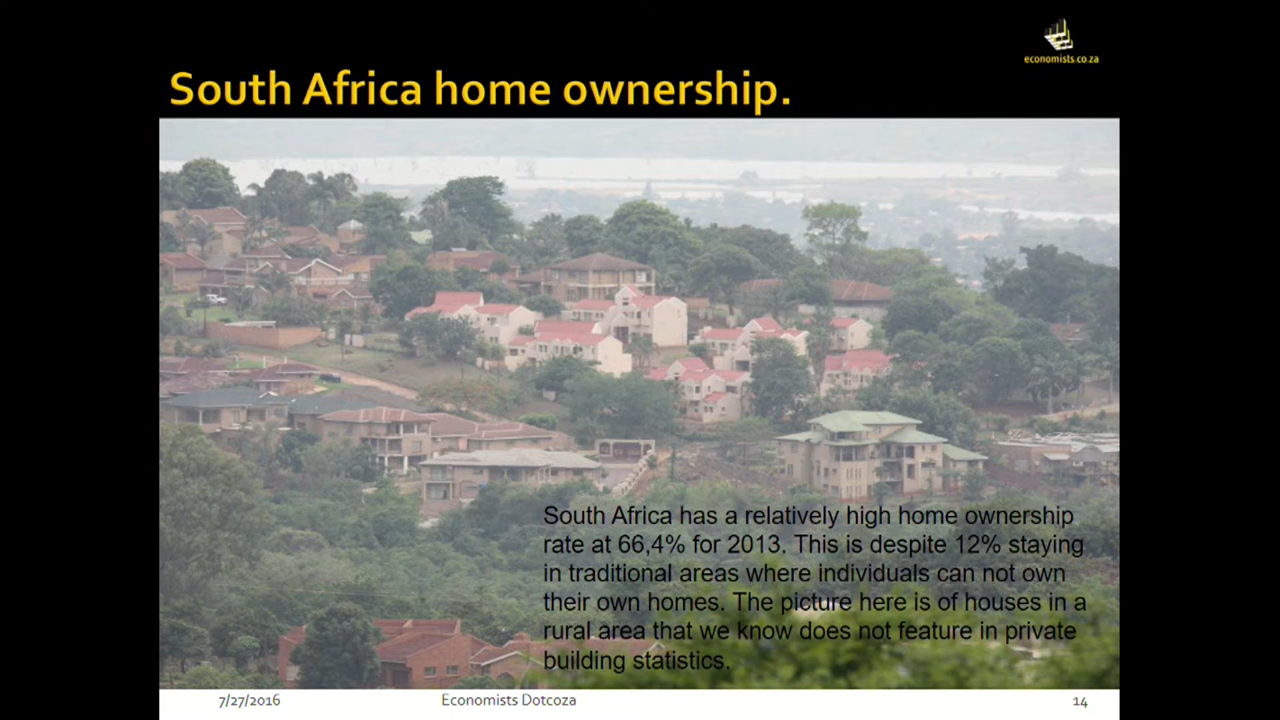 economists.co.za
South Africa home ownership.
South Africa has a relatively high home ownership
rate at 66,4% for 2013. This is despite 12% staying
in traditional areas where individuals can not own
their own homes. The picture here is of houses in a
rural area that we know does not feature in private
building statistics.
7/27/2016 Economists Dotcoza 14